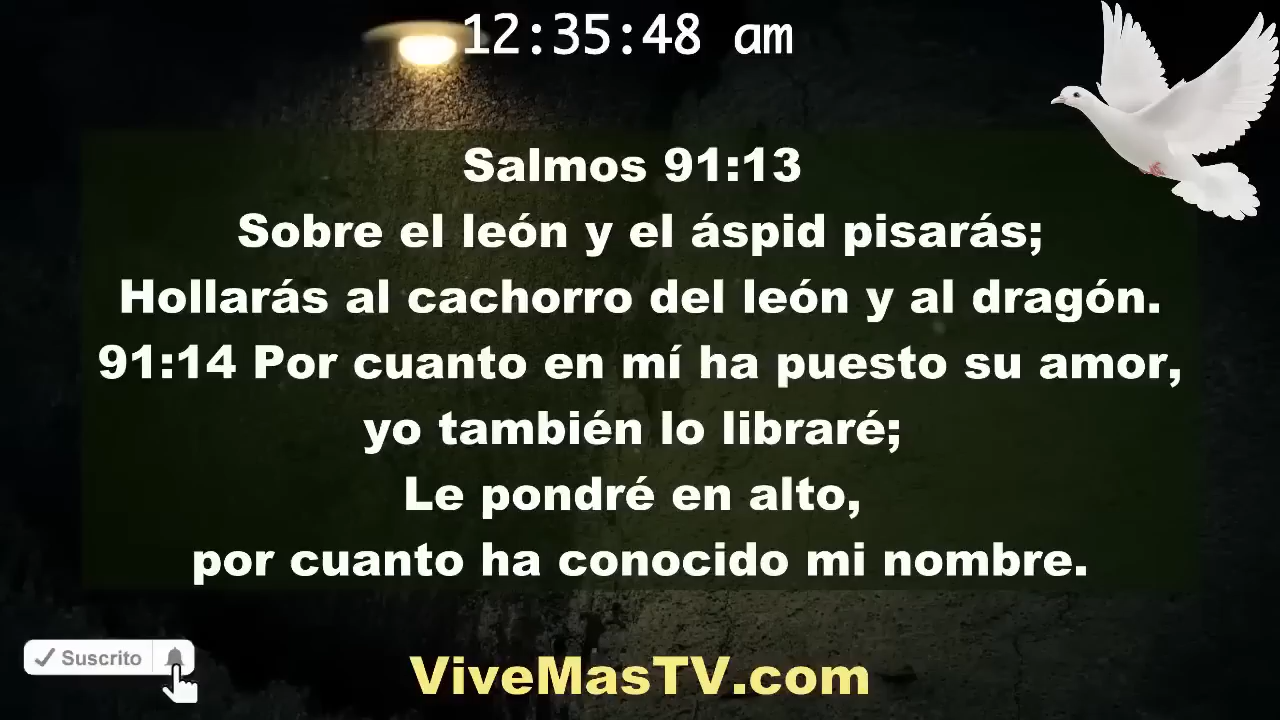 12:35:48 am
Salmos 91:13
Sobre el león y el áspid pisarás;
Hollarás al cachorro del león y al dragón.
91:14 Por cuanto en mí ha puesto su amor,
yo también lo libraré;
Le pondré en alto,
por cuanto ha conocido mi nombre.
Suscrito
ViveMasTV.com